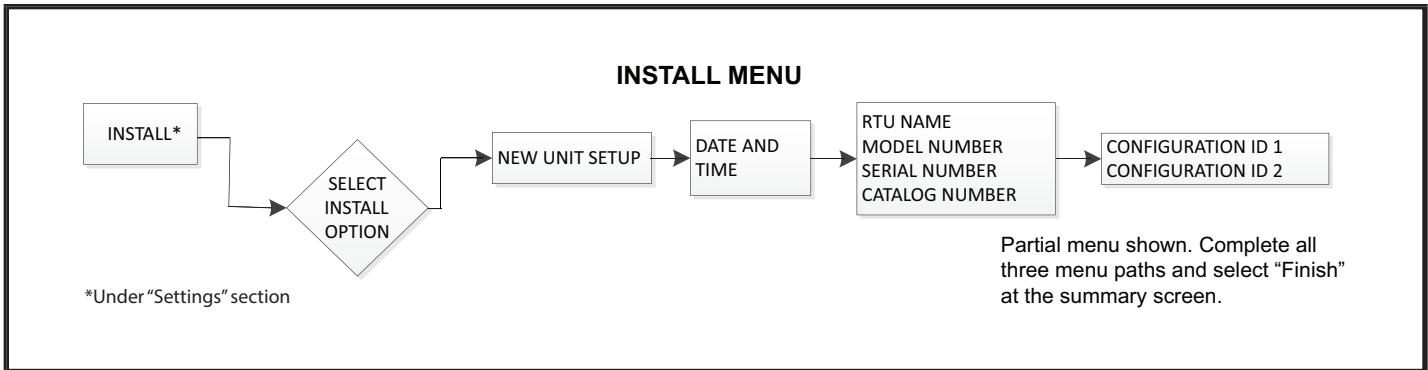 INSTALL MENU
INSTALL*
SELECT
INSTALL
OPTION
NEW UNIT SETUP
DATE AND
TIME
RTU NAME
MODEL NUMBER
SERIAL NUMBER
CATALOG NUMBER
CONFIGURATION ID 1
CONFIGURATION ID 2
Partial menu shown. Complete all
three menu paths and select “Finish”
at the summary screen.
*Under “Settings” section